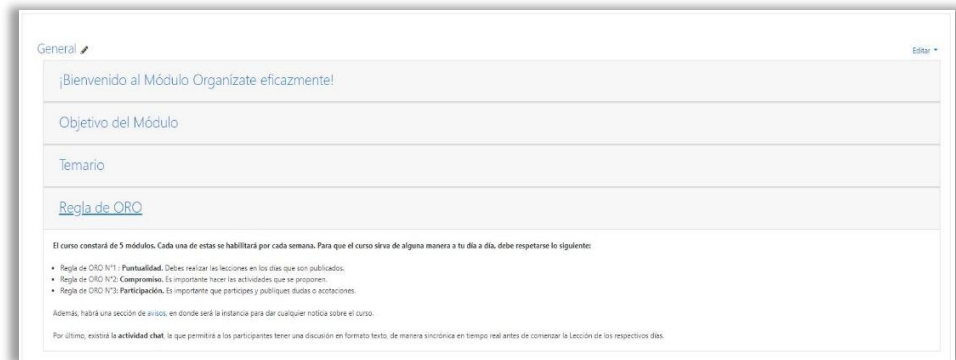 General
Editar
¡Bienvenido al Módulo Organízate eficazmente!
Objetivo del Módulo
Temario
Regla de ORO
El curso constará de 5 módulos. Cada una de estas se habilitará por cada semana. Para que el curso sirva de alguna manera a tu día a día, debe respetarse lo siguiente:
Regla de ORO N°1 : Puntualidad. Debes realizar las lecciones en los días que son publicados.
Regla de ORO N°2: Compromiso. Es importante hacer las actividades que se proponen.
Regla de ORO N°3: Participación. Es importante que participes y publiques dudas o acotaciones.
Además, habrá una sección de avisos, en donde será la instancia para dar cualquier noticia sobre el curso.
Por último, existirá la actividad chat, la que permitirá a los participantes tener una discusión en formato texto, de manera sincrónica en tiempo real antes de comenzar la Lección de los respectivos días.